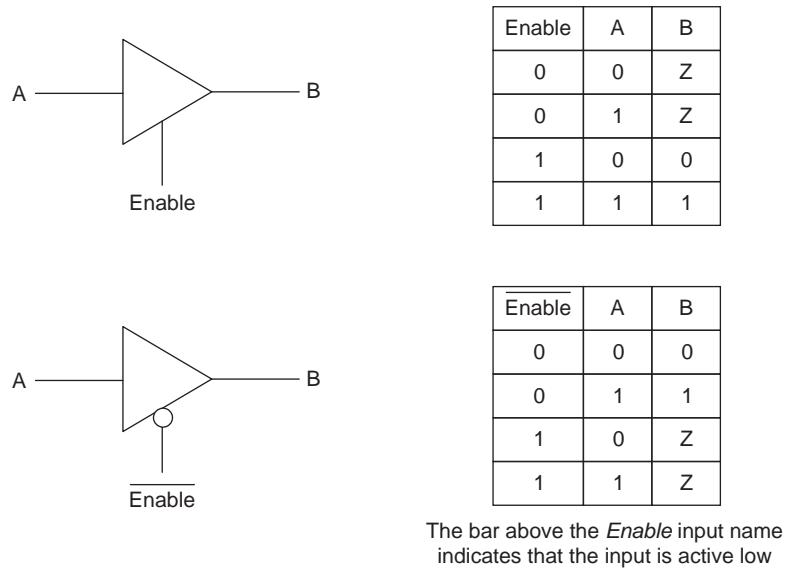 A
B
Enable
Enable A B
0 0 Z
0 1 Z
1 0 0
1 1 1
A
B
Enable
Enable A B
0 0 0
0 1 1
1 0 Z
1 1 Z
The bar above the Enable input name
indicates that the input is active low